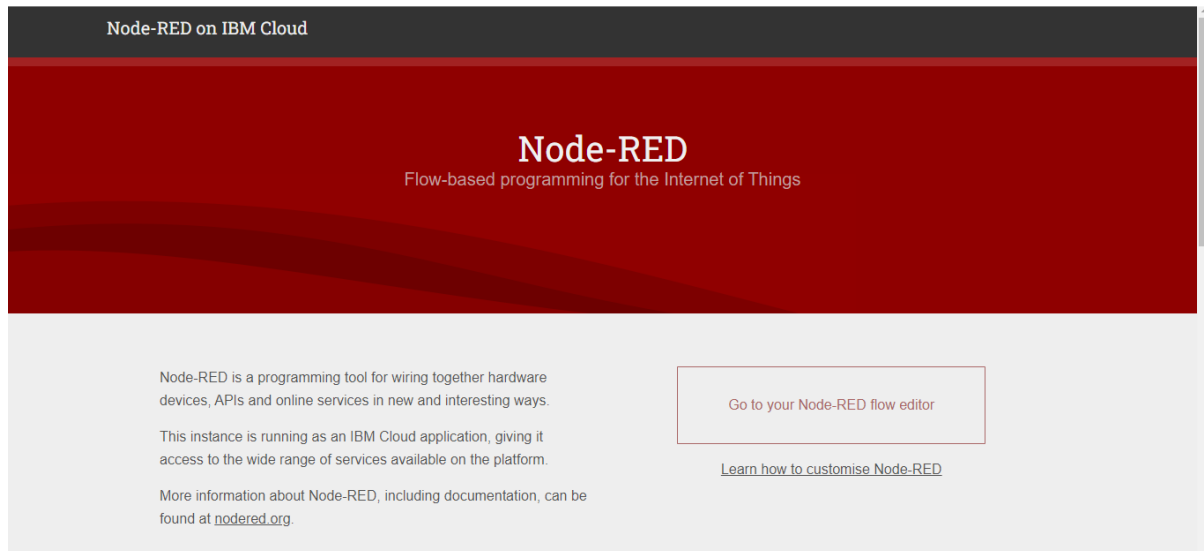 Node-RED on IBM Cloud
Node-RED
Flow-based programming for the Internet of Things
Node-RED is a programming tool for wiring together hardware
devices, APIs and online services in new and interesting ways.
This instance is running as an IBM Cloud application, giving it
access to the wide range of services available on the platform.
More information about Node-RED, including documentation, can be
found at nodered.org.
Go to your Node-RED flow editor
Learn how to customise Node-RED